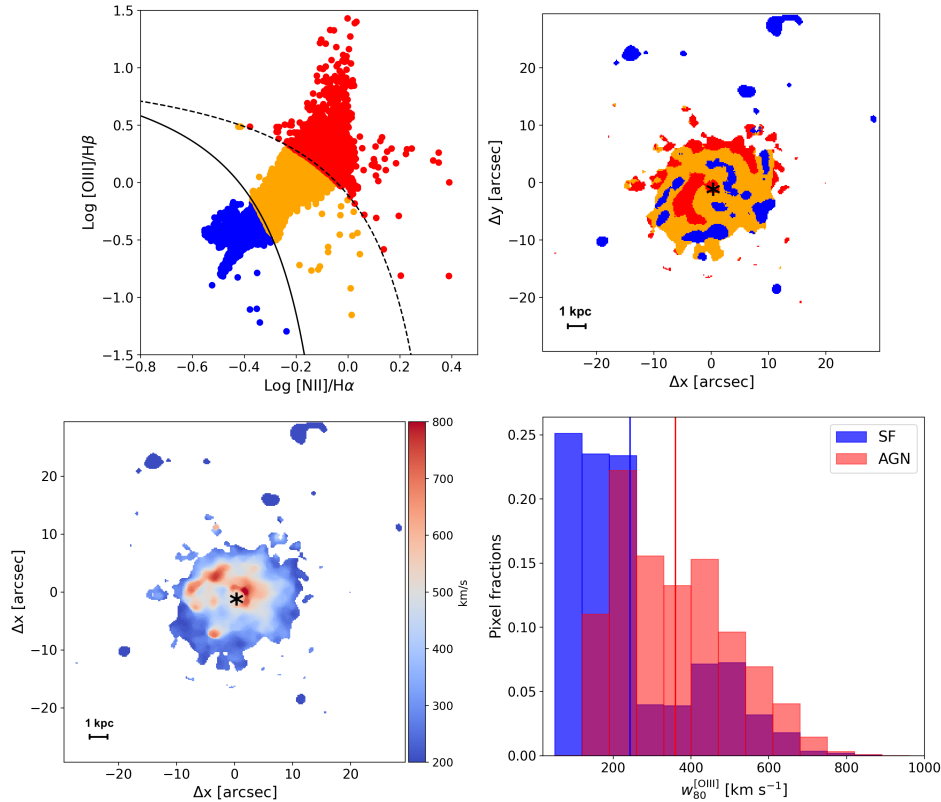 1.5
1.0
0.5
0.0
−0.5
−1.0
−1.5
Log [OIII]/Hβ
−0.8 −0.6 −0.4 −0.2 0.0 0.2 0.4
Log [NII]/Hα
20
10
0
−10
−20
Δy [arcsec]
*
1 kpc
−20 −10 0 10 20
Δx [arcsec]
20
10
0
−10
−20
Δx [arcsec]
*
1 kpc
−20 −10 0 10 20
Δx [arcsec]
800
700
600
500
400
300
200
km/s
0.25
0.20
0.15
0.10
0.05
0.00
Pixel fractions
SF
AGN
200 400 600 800 1000
w₈₀^[OIII] [km s⁻¹]